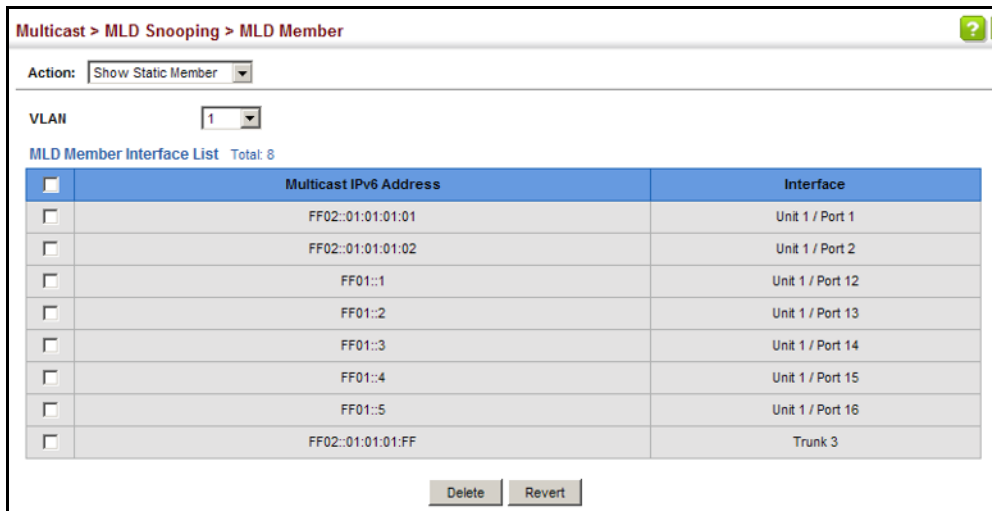 Multicast > MLD Snooping > MLD Member
?
Action: Show Static Member
VLAN 1
MLD Member Interface List Total: 8
Multicast IPv6 Address Interface
FF02::01:01:01:01 Unit 1 / Port 1
FF02::01:01:01:02 Unit 1 / Port 2
FF01::1 Unit 1 / Port 12
FF01::2 Unit 1 / Port 13
FF01::3 Unit 1 / Port 14
FF01::4 Unit 1 / Port 15
FF01::5 Unit 1 / Port 16
FF02::01:01:01:FF Trunk 3
Delete Revert